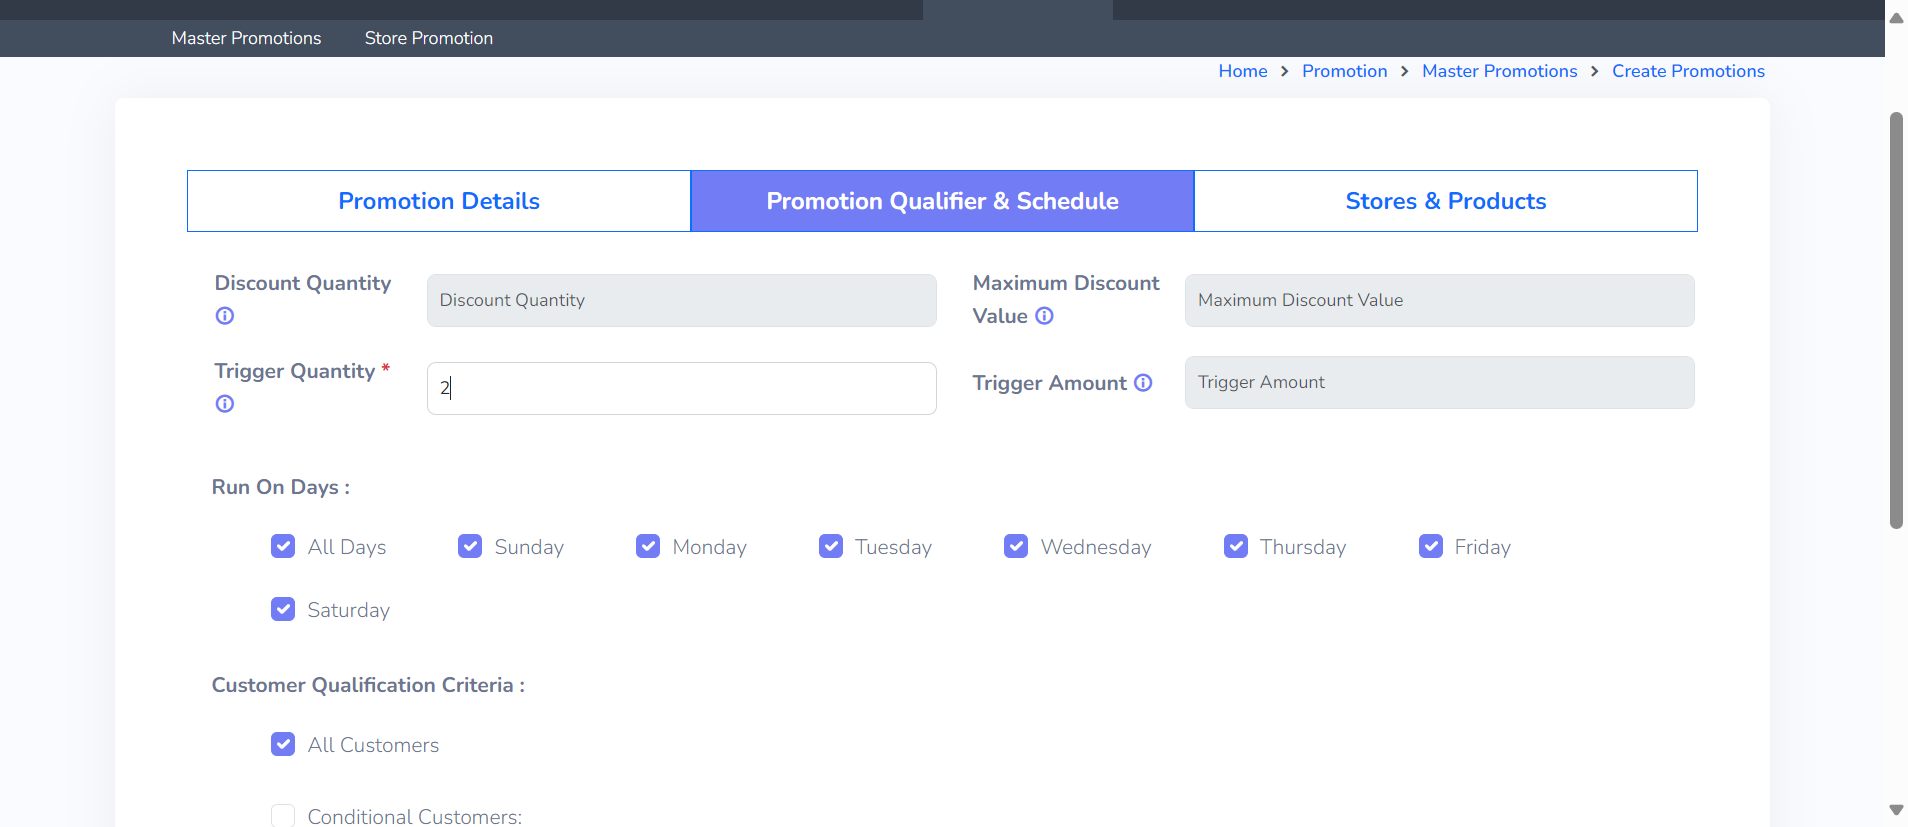 Master Promotions Store Promotion
Home > Promotion > Master Promotions > Create Promotions
Promotion Details Promotion Qualifier & Schedule Stores & Products
Discount Quantity Discount Quantity Maximum Discount Value Maximum Discount Value
Trigger Quantity * 2 Trigger Amount Trigger Amount
Run On Days :
All Days Sunday Monday Tuesday Wednesday Thursday Friday
Saturday
Customer Qualification Criteria :
All Customers
Conditional Customers: